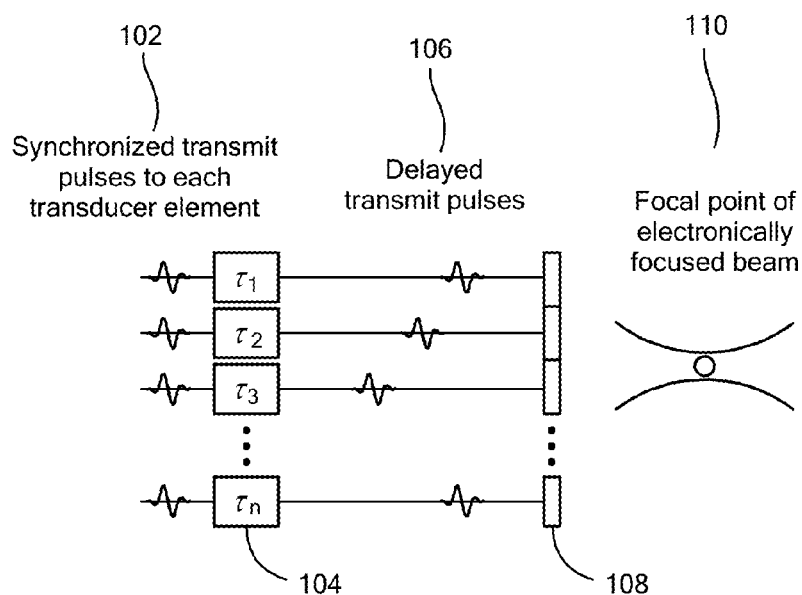 102
106
110
Synchronized transmit
pulses to each
transducer element
Delayed
transmit pulses
Focal point of
electronically
focused beam
τ1
τ2
τ3
τn
104
108